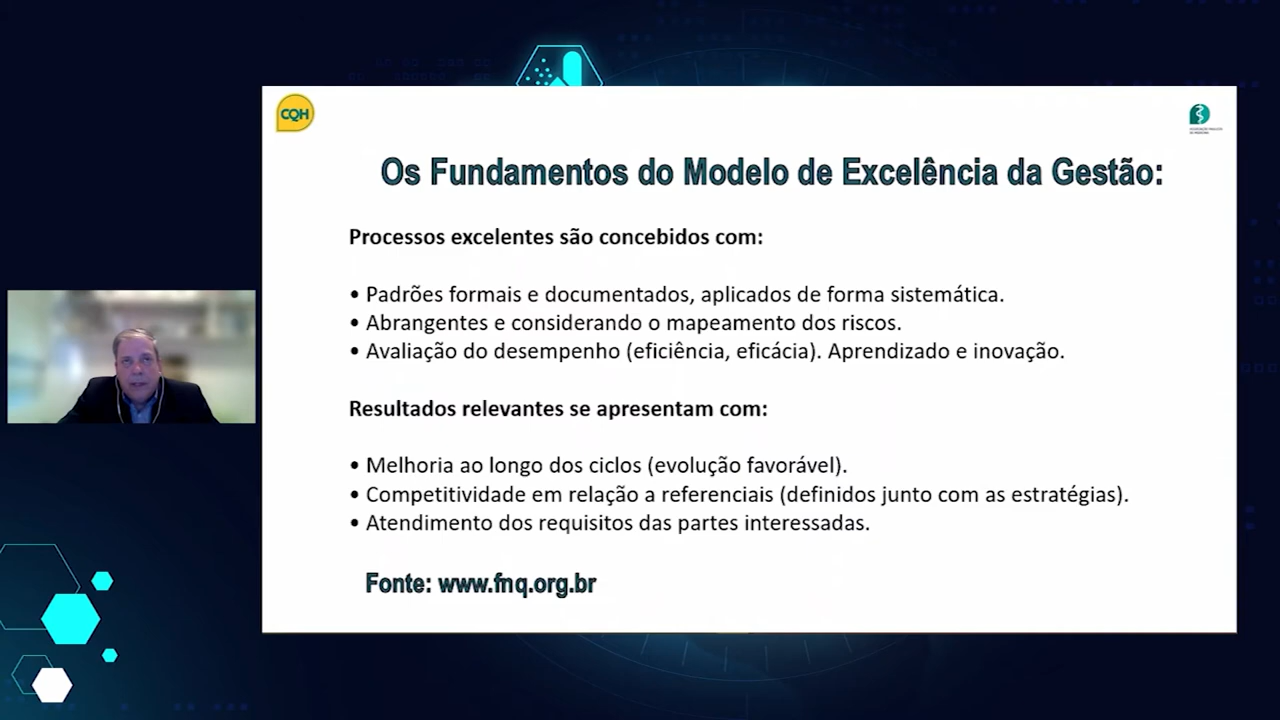 CQH
Os Fundamentos do Modelo de Excelência da Gestão:
Processos excelentes são concebidos com:
• Padrões formais e documentados, aplicados de forma sistemática.
• Abrangentes e considerando o mapeamento dos riscos.
• Avaliação do desempenho (eficiência, eficácia). Aprendizado e inovação.
Resultados relevantes se apresentam com:
• Melhoria ao longo dos ciclos (evolução favorável).
• Competitividade em relação a referenciais (definidos junto com as estratégias).
• Atendimento dos requisitos das partes interessadas.
Fonte: www.fnq.org.br